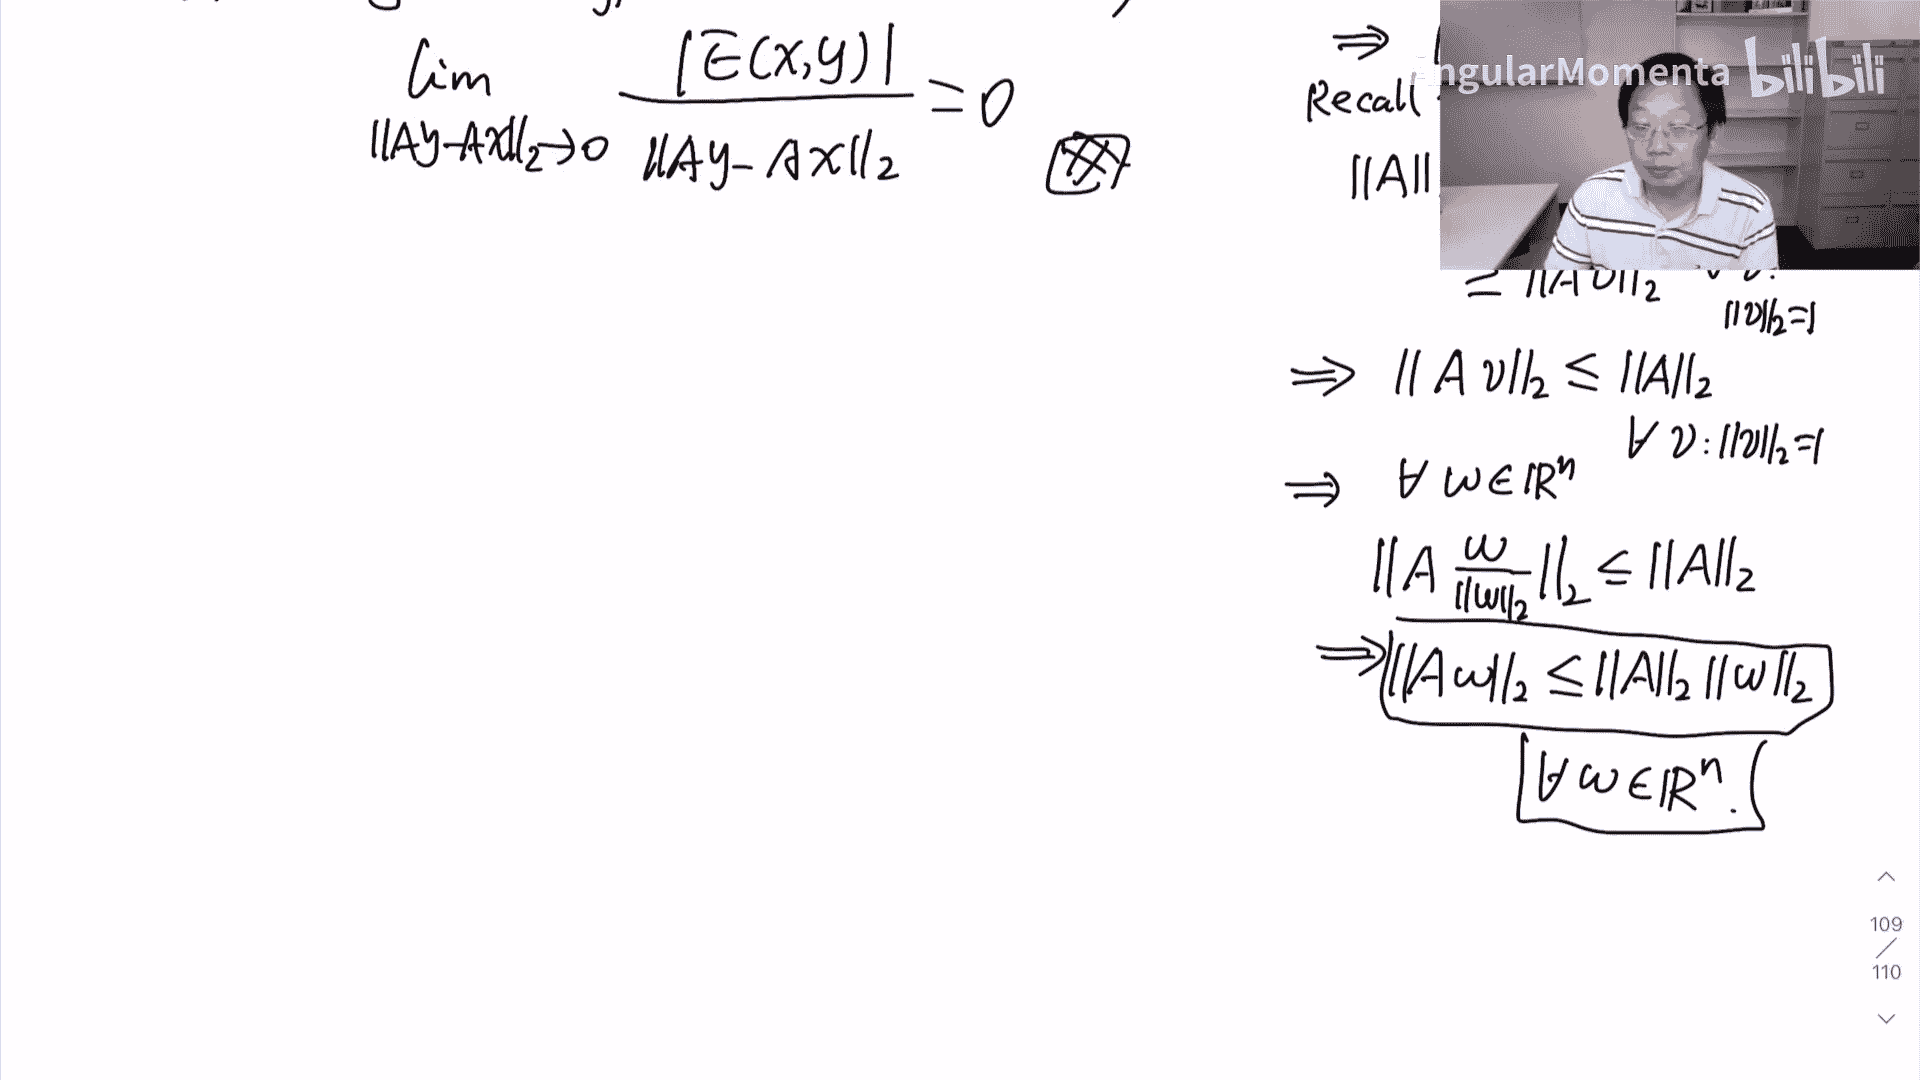 lim |E(x,y)| / ||Ay-Ax||₂ = 0
||Ay-Ax||₂→0
⇒
Recall
||A||
≥ ||Av||₂ ∀ v:
||v||₂=1
⇒ ||Av||₂ ≤ ||A||₂
∀ v: ||v||₂=1
⇒ ∀ w∈ℝⁿ
||A w/||w||₂||₂ ≤ ||A||₂
⇒ ||Aw||₂ ≤ ||A||₂ ||w||₂
∀ w∈ℝⁿ.
ngularMomenta bilibili
109
/
110